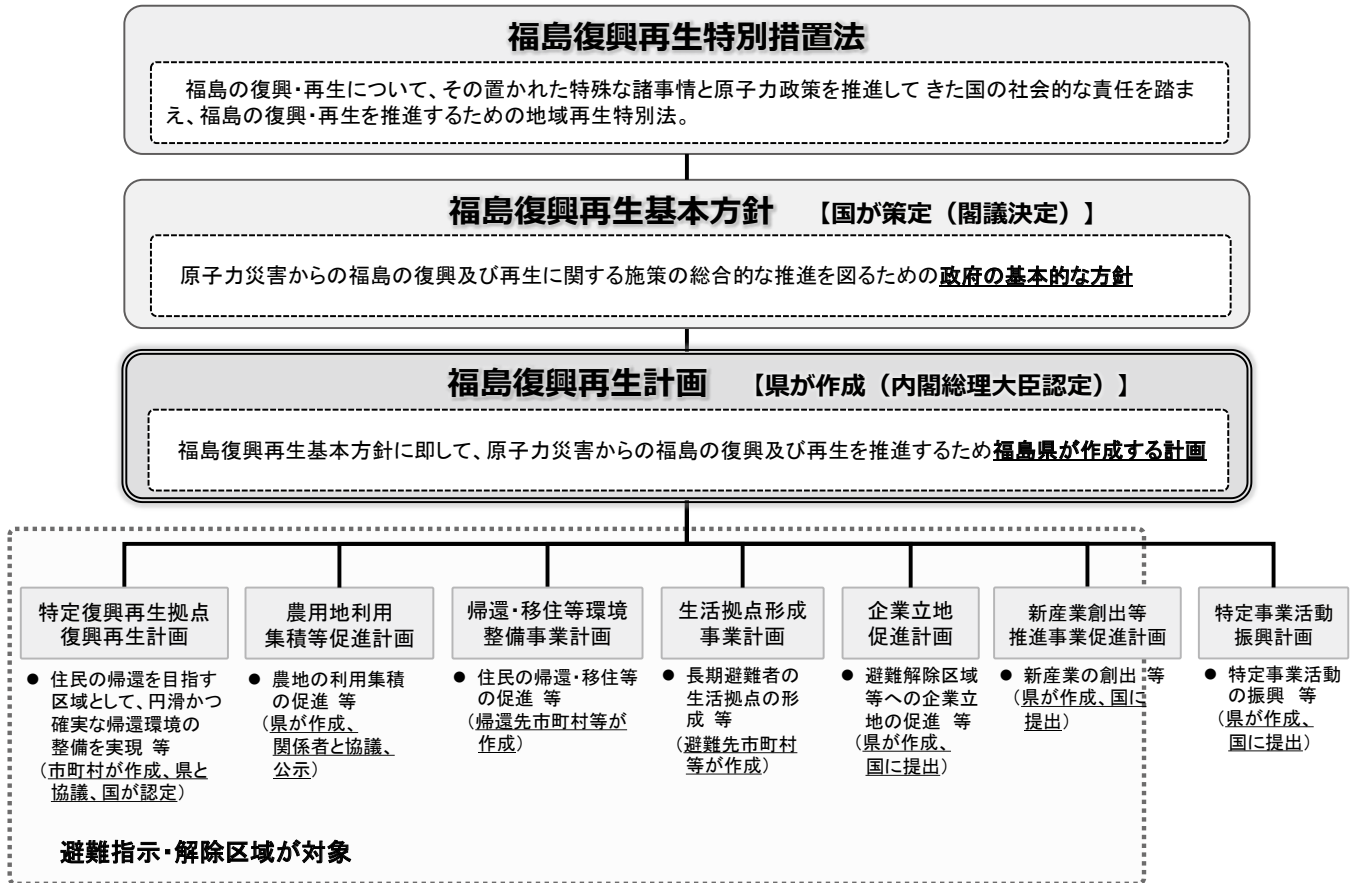 福島復興再生特別措置法
福島の復興・再生について、その置かれた特殊な諸事情と原子力政策を推進して きた国の社会的な責任を踏ま
え、福島の復興・再生を推進するための地域再生特別法。
福島復興再生基本方針 【国が策定（閣議決定）】
原子力災害からの福島の復興及び再生に関する施策の総合的な推進を図るための政府の基本的な方針
福島復興再生計画 【県が作成（内閣総理大臣認定）】
福島復興再生基本方針に即して、原子力災害からの福島の復興及び再生を推進するため福島県が作成する計画
特定復興再生拠点
復興再生計画
● 住民の帰還を目指す
区域として、円滑かつ
確実な帰還環境の
整備を実現 等
（市町村が作成、県と
協議、国が認定）
農用地利用
集積等促進計画
● 農地の利用集積
の促進 等
（県が作成、
関係者と協議、
公示）
帰還・移住等環境
整備事業計画
● 住民の帰還・移住等
の促進 等
（帰還先市町村等が
作成）
生活拠点形成
事業計画
● 長期避難者の
生活拠点の形
成 等
（避難先市町村
等が作成）
企業立地
促進計画
● 避難解除区域
等への企業立
地の促進 等
（県が作成、
国に提出）
新産業創出等
推進事業促進計画
● 新産業の創出 等
（県が作成、国に
提出）
特定事業活動
振興計画
● 特定事業活動
の振興 等
（県が作成、
国に提出）
避難指示・解除区域が対象